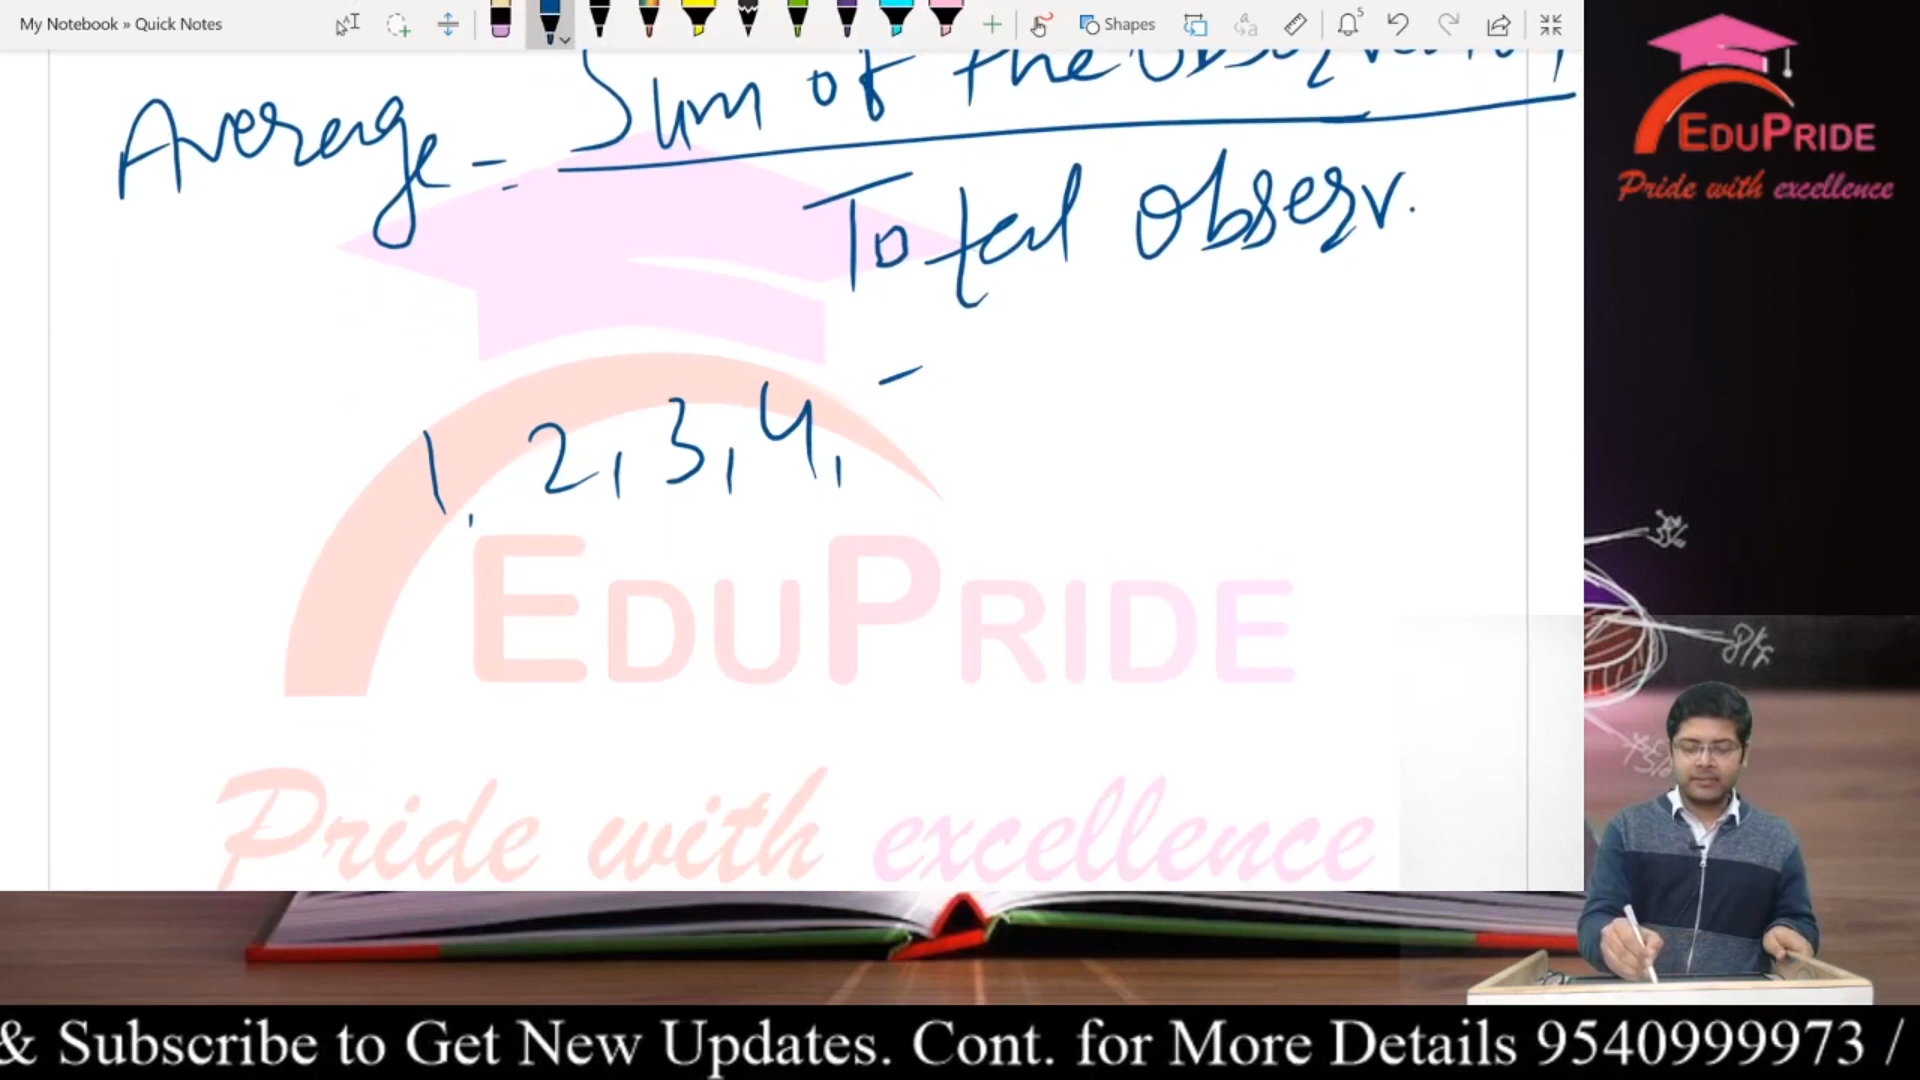 My Notebook » Quick Notes
Shapes
5
Sum of the
Average =
Total Observ.
1, 2, 3, 4,
EDUPRIDE
Pride with excellence
EDUPRIDE
Pride with excellence
& Subscribe to Get New Updates. Cont. for More Details 9540999973 /